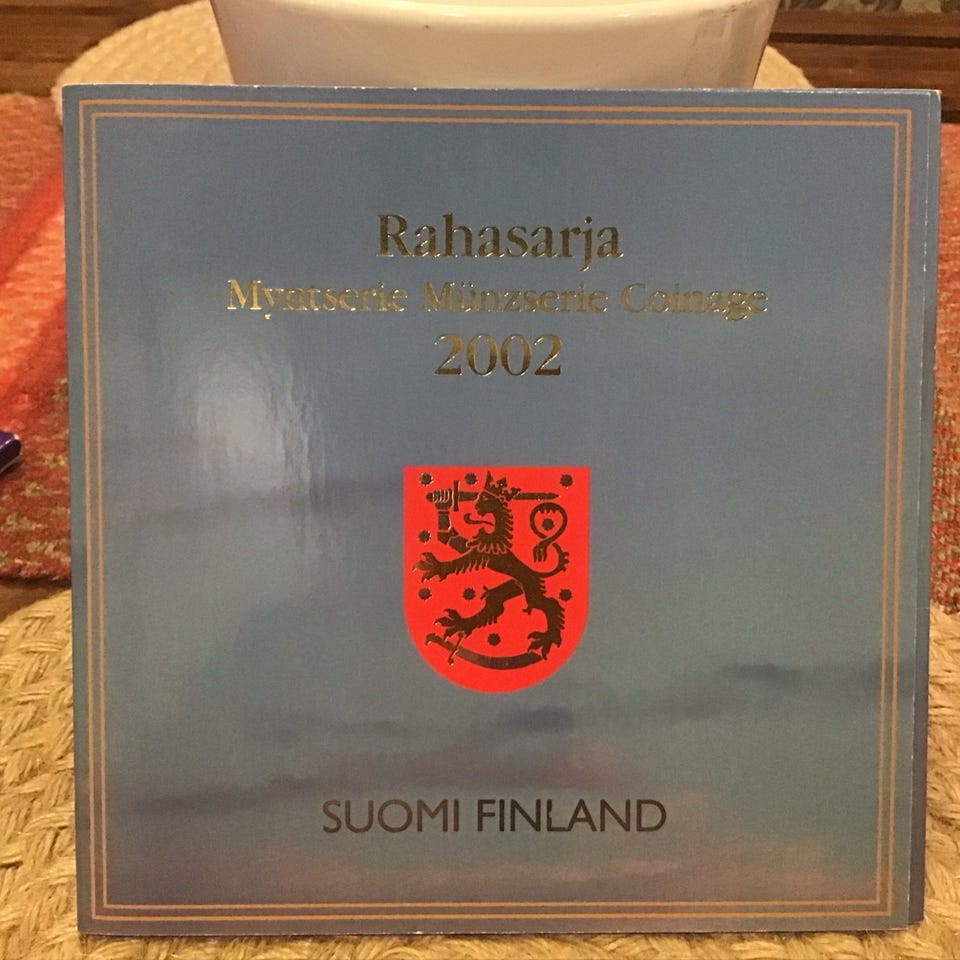 Rahasarja
Myntserie Münzserie Coinage
2002
SUOMI FINLAND